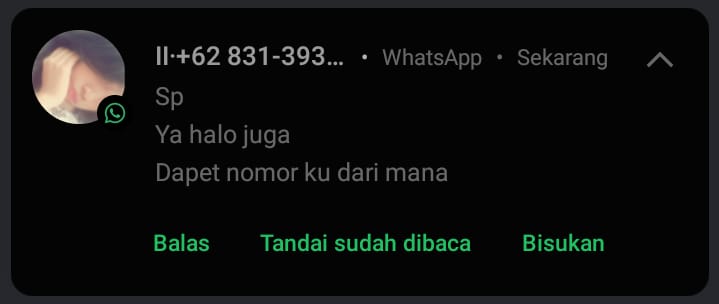 ll·+62 831-393... • WhatsApp • Sekarang
Sp
Ya halo juga
Dapet nomor ku dari mana
Balas Tandai sudah dibaca Bisukan